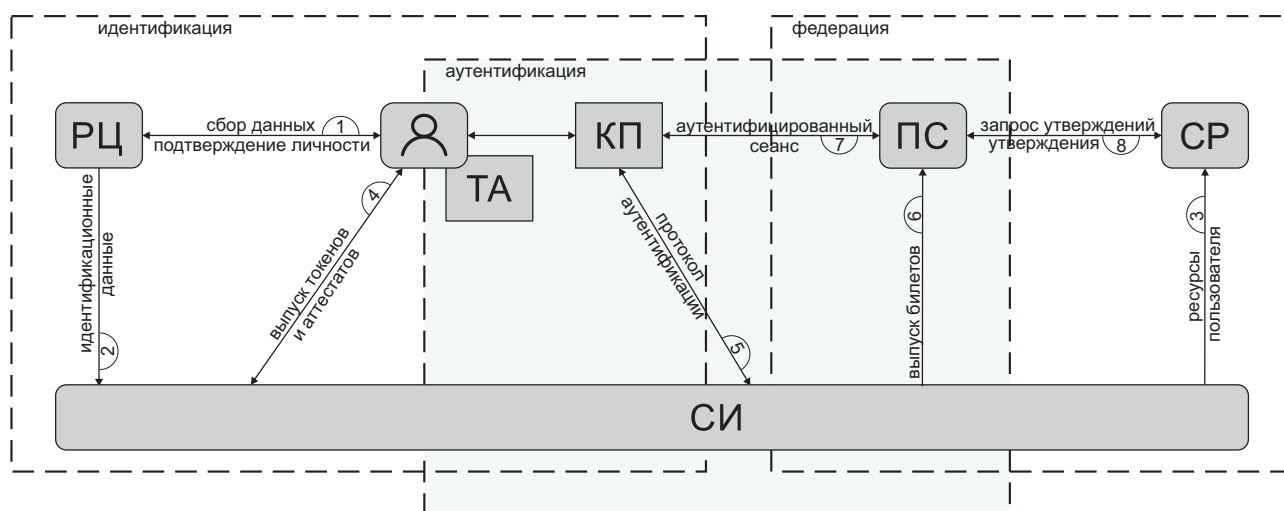 идентификация
федерация
аутентификация
РЦ
сбор данных 1
подтверждение личности
КП
аутентифицированный
сеанс 7
ПС
запрос утверждений
утверждения 8
СР
ТА
идентификационные
данные
2
выпуск токенов
и аттестатов
4
протокол
аутентификации
5
выпуск билетов 6
ресурсы
пользователя
3
СИ